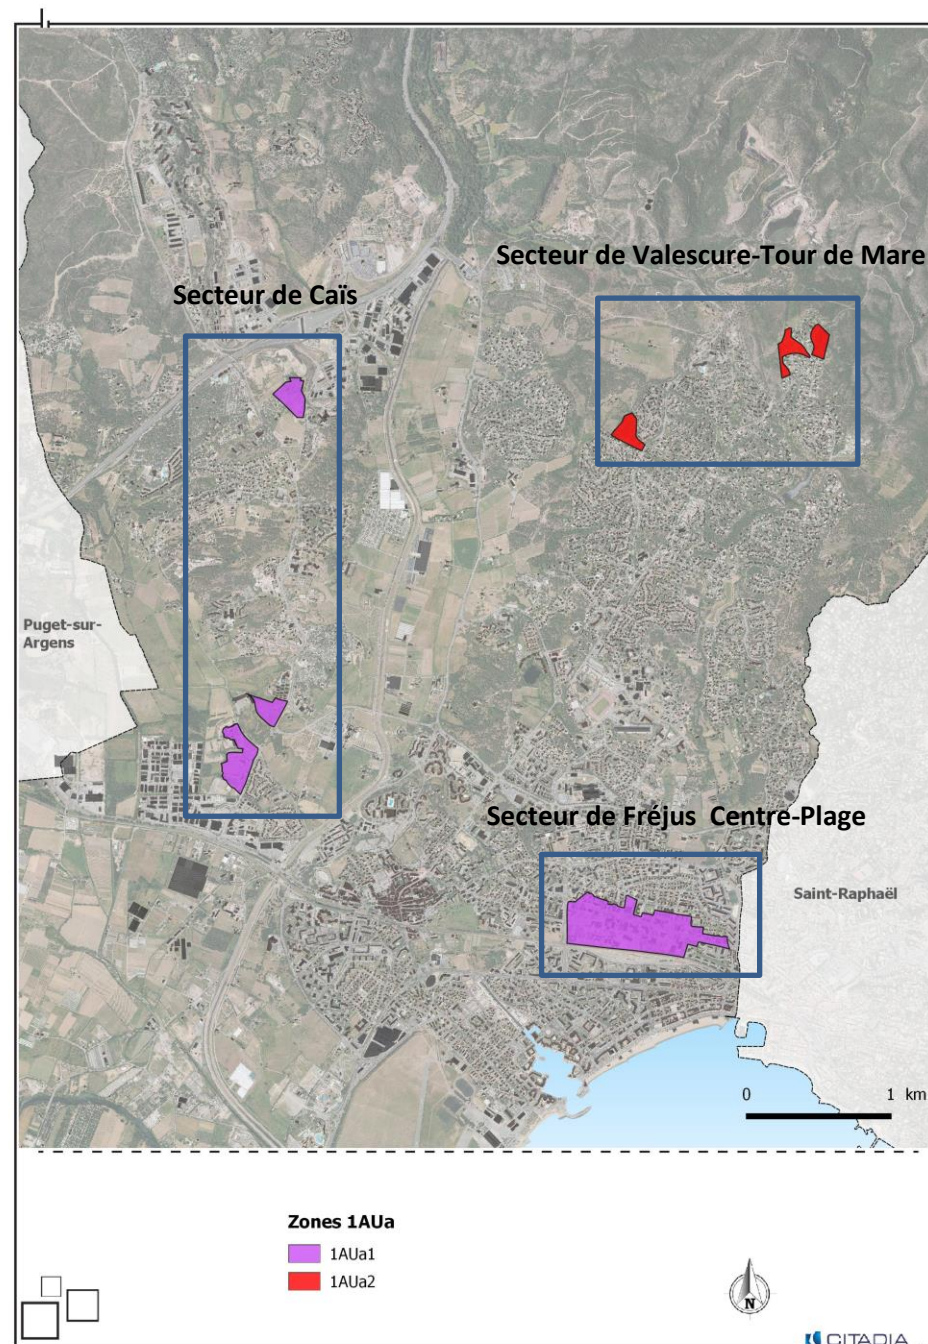 Secteur de Valescure-Tour de Mare
Secteur de Caïs
Puget-sur-
Argens
Secteur de Fréjus Centre-Plage
Saint-Raphaël
0 1 km
Zones 1AUa
1AUa1
1AUa2
N
CITADIA